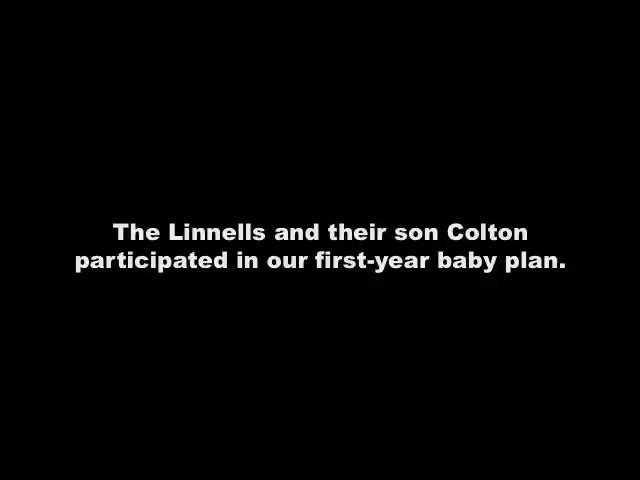 The Linnells and their son Colton
participated in our first-year baby plan.